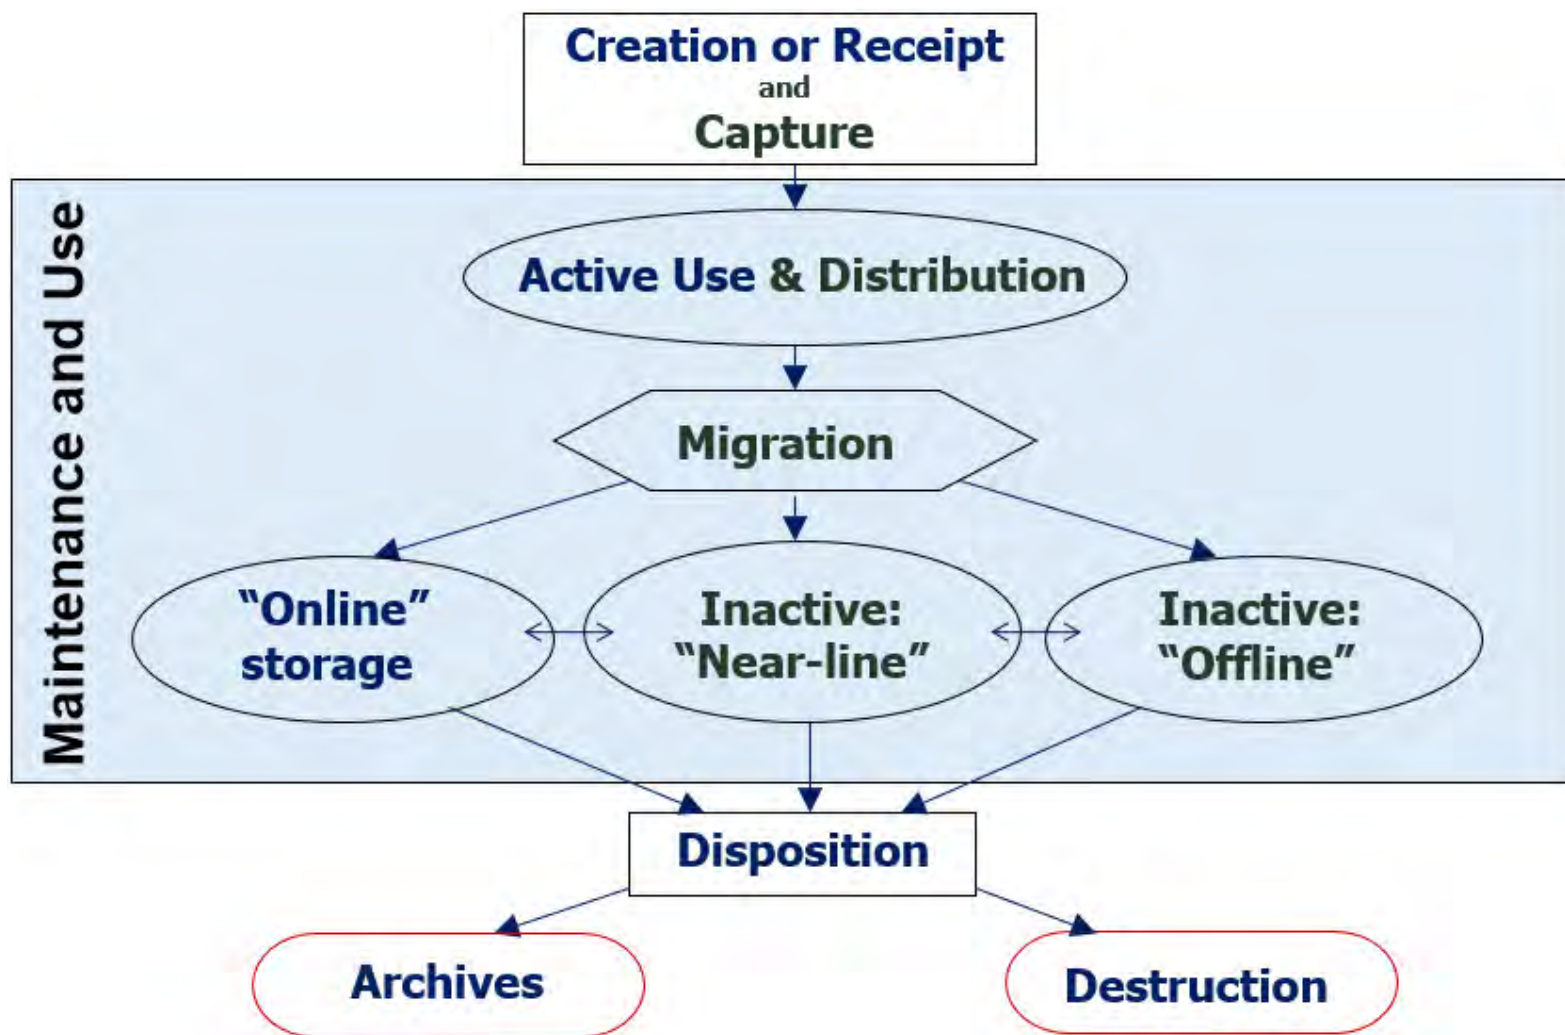 Creation or Receipt
and
Capture
Maintenance and Use
Active Use & Distribution
Migration
“Online”
storage
Inactive:
“Near-line”
Inactive:
“Offline”
Disposition
Archives
Destruction